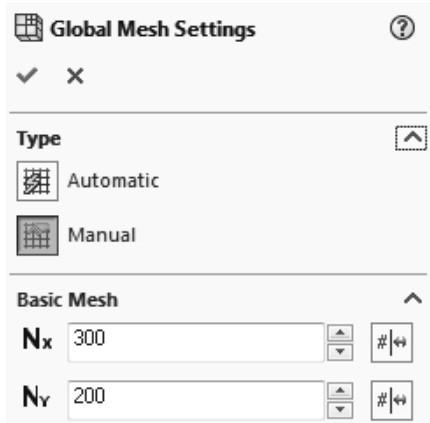 Global Mesh Settings
Type
Automatic
Manual
Basic Mesh
Nx 300
NY 200